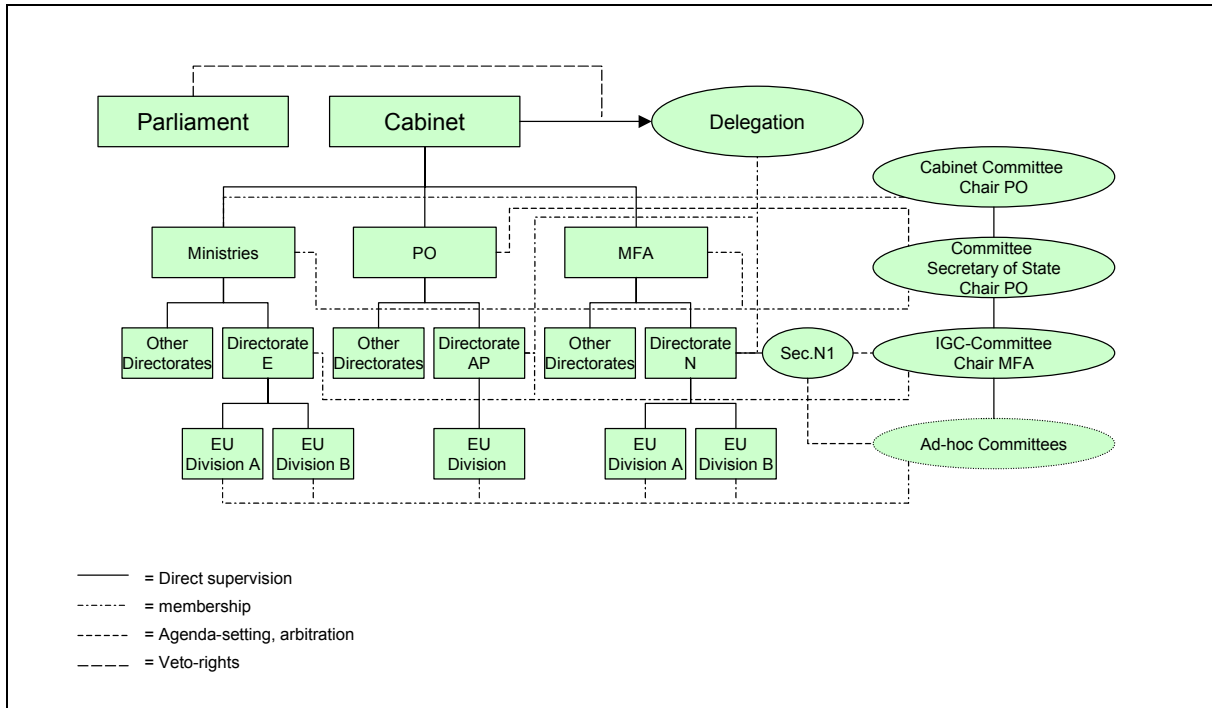 Parliament
Cabinet
Delegation
Cabinet Committee
Chair PO
Ministries
PO
MFA
Committee
Secretary of State
Chair PO
Other
Directorates
Directorate
E
Other
Directorates
Directorate
AP
Other
Directorates
Directorate
N
Sec.N1
IGC-Committee
Chair MFA
EU
Division A
EU
Division B
EU
Division
EU
Division A
EU
Division B
Ad-hoc Committees
= Direct supervision
= membership
= Agenda-setting, arbitration
= Veto-rights